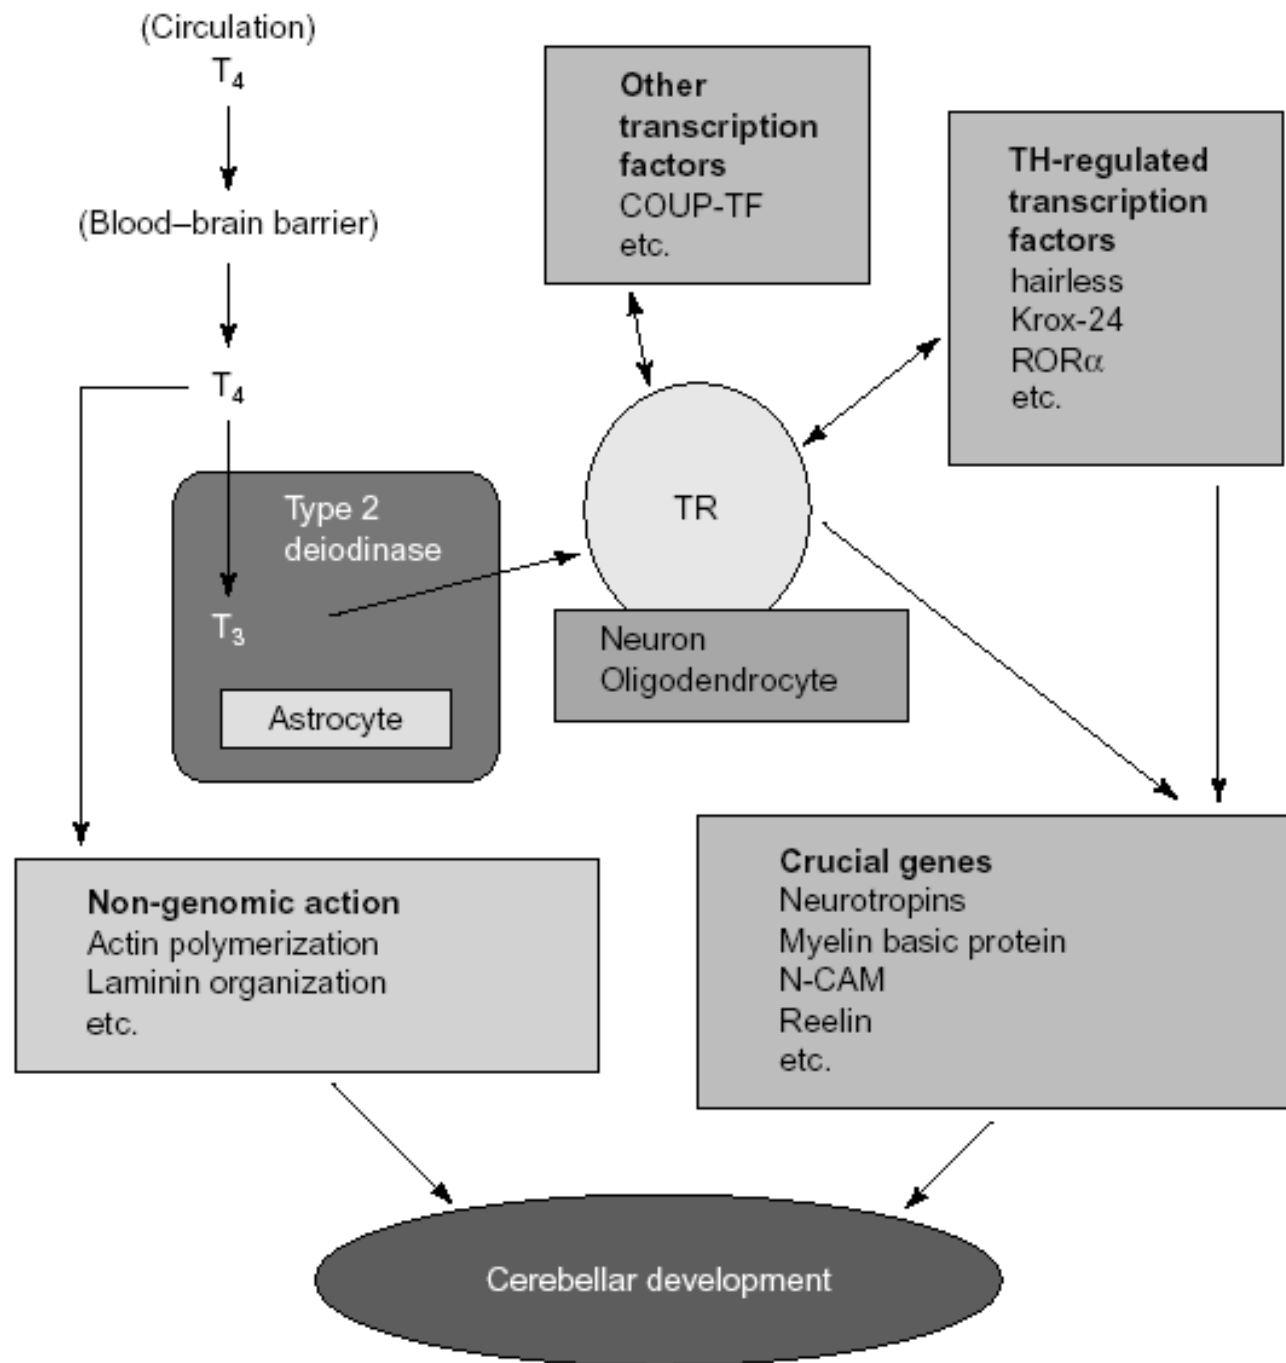 (Circulation)
T₄
(Blood–brain barrier)
T₄
Type 2
deiodinase
T₃
Astrocyte
Other
transcription
factors
COUP-TF
etc.
TH-regulated
transcription
factors
hairless
Krox-24
RORα
etc.
TR
Neuron
Oligodendrocyte
Non-genomic action
Actin polymerization
Laminin organization
etc.
Crucial genes
Neurotropins
Myelin basic protein
N-CAM
Reelin
etc.
Cerebellar development